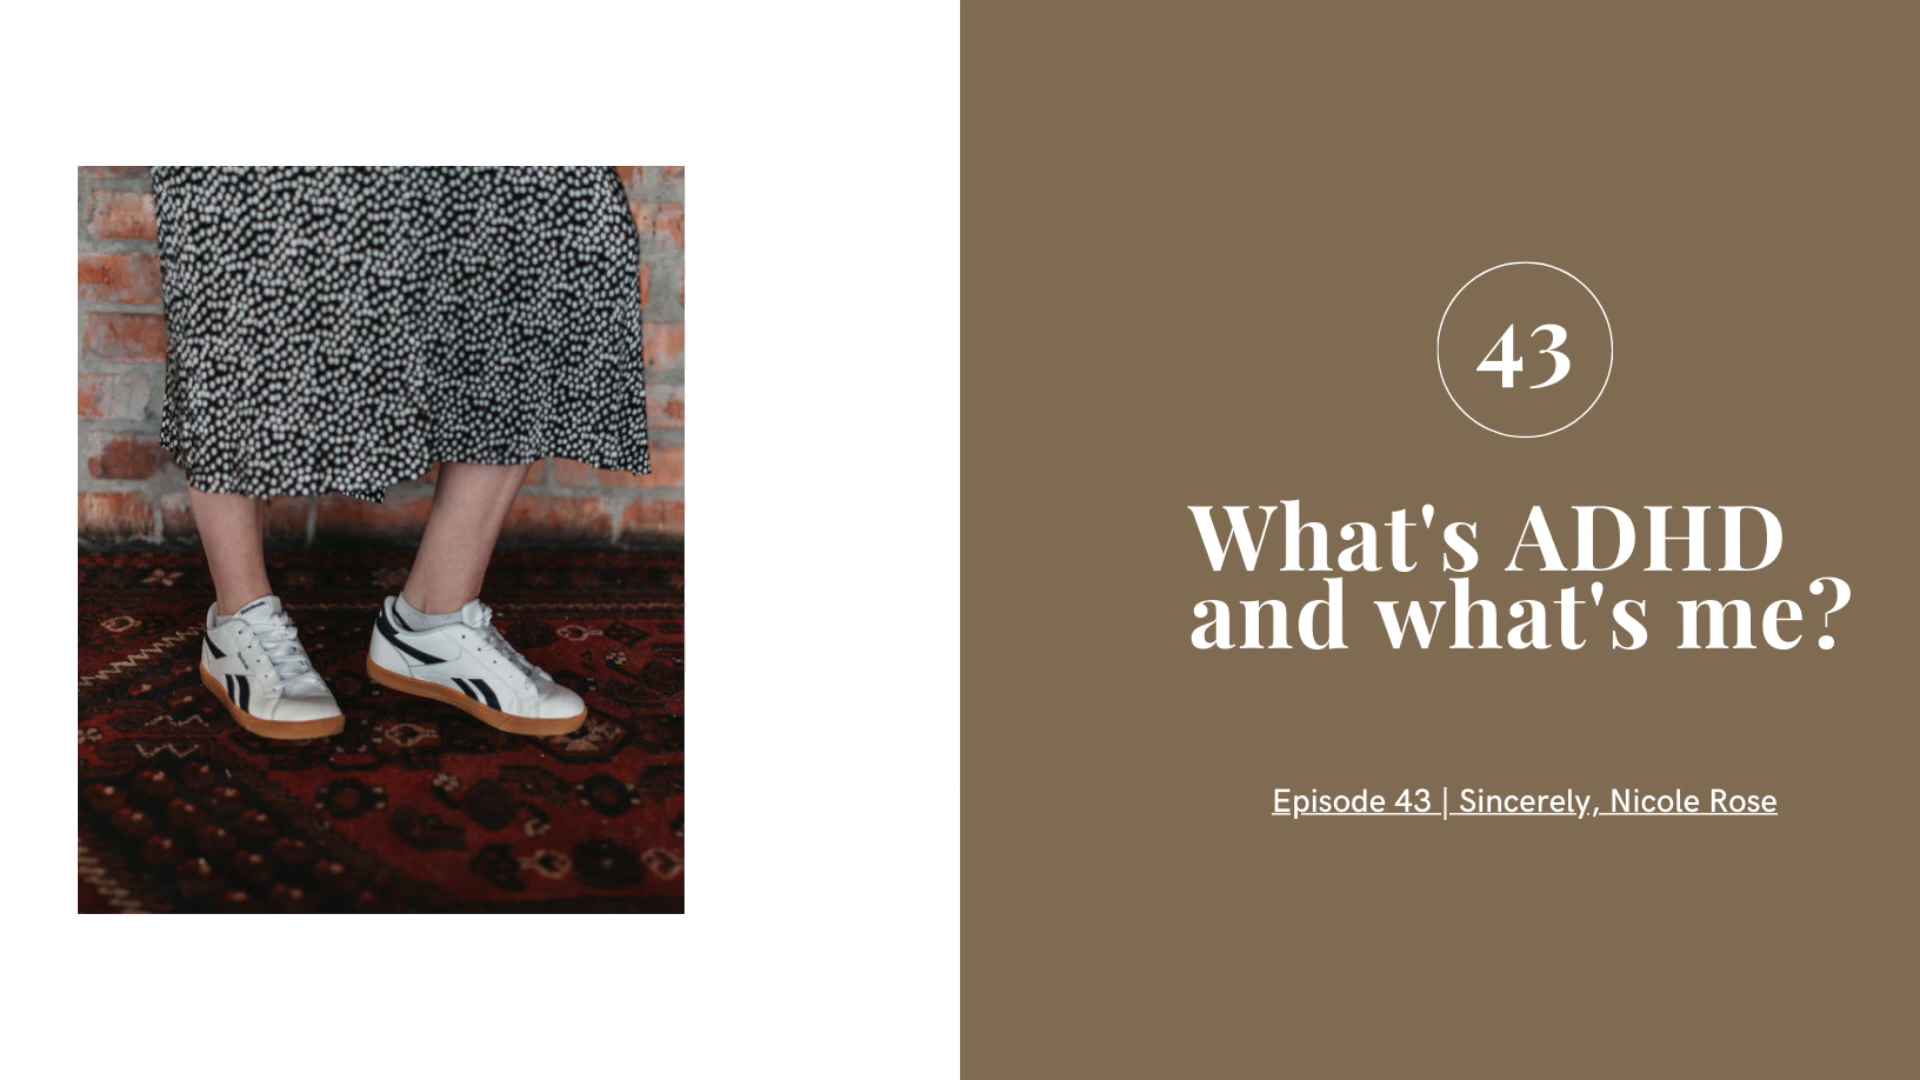 43
What's ADHD
and what's me?
Episode 43 | Sincerely, Nicole Rose